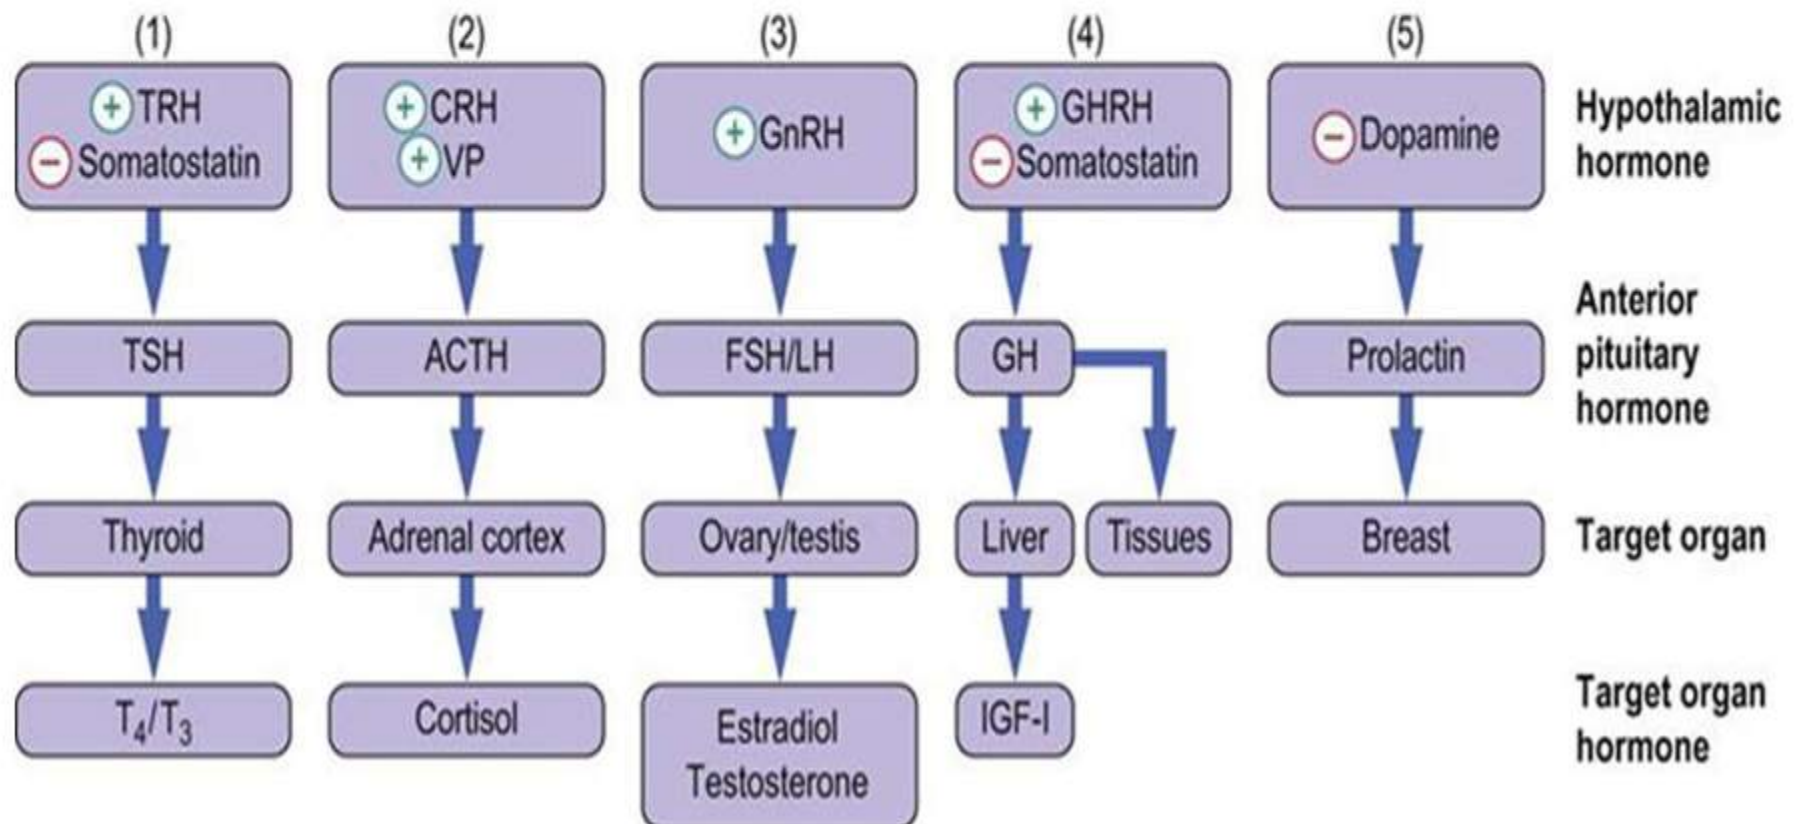 (1)
(2)
(3)
(4)
(5)
+ TRH
− Somatostatin
+ CRH
+ VP
+ GnRH
+ GHRH
− Somatostatin
− Dopamine
Hypothalamic
hormone
TSH
ACTH
FSH/LH
GH
Prolactin
Anterior
pituitary
hormone
Thyroid
Adrenal cortex
Ovary/testis
Liver
Tissues
Breast
Target organ
T₄/T₃
Cortisol
Estradiol
Testosterone
IGF-I
Target organ
hormone